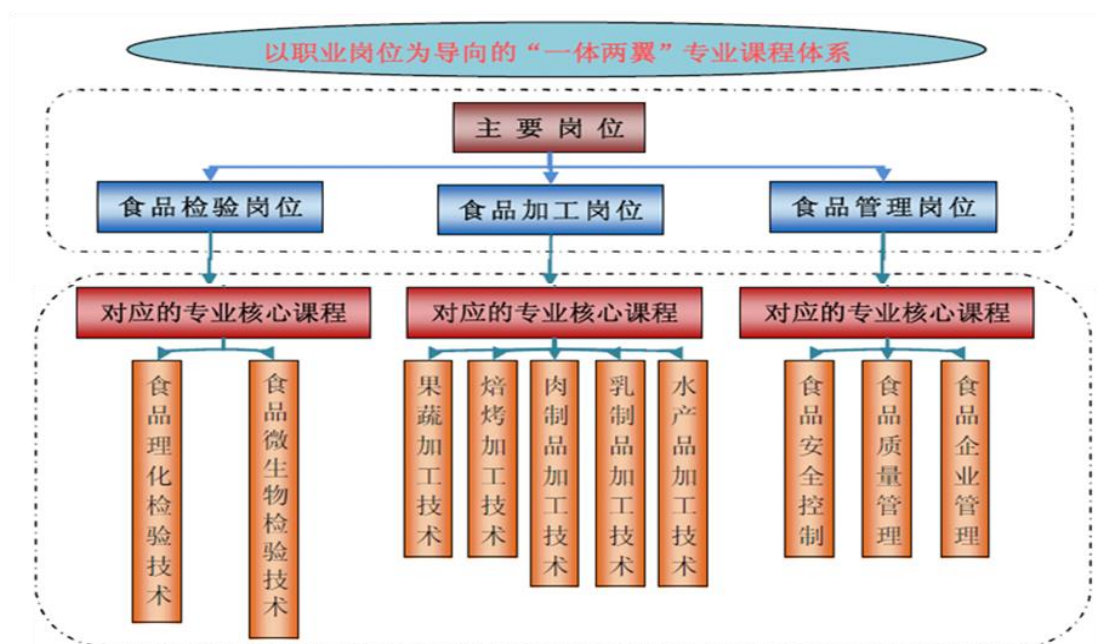 以职业岗位为导向的“一体两翼”专业课程体系
主要岗位
食品检验岗位
食品加工岗位
食品管理岗位
对应的专业核心课程
对应的专业核心课程
对应的专业核心课程
食品理化检验技术
食品微生物检验技术
果蔬加工技术
焙烤加工技术
肉制品加工技术
乳制品加工技术
水产品加工技术
食品安全控制
食品质量管理
食品企业管理